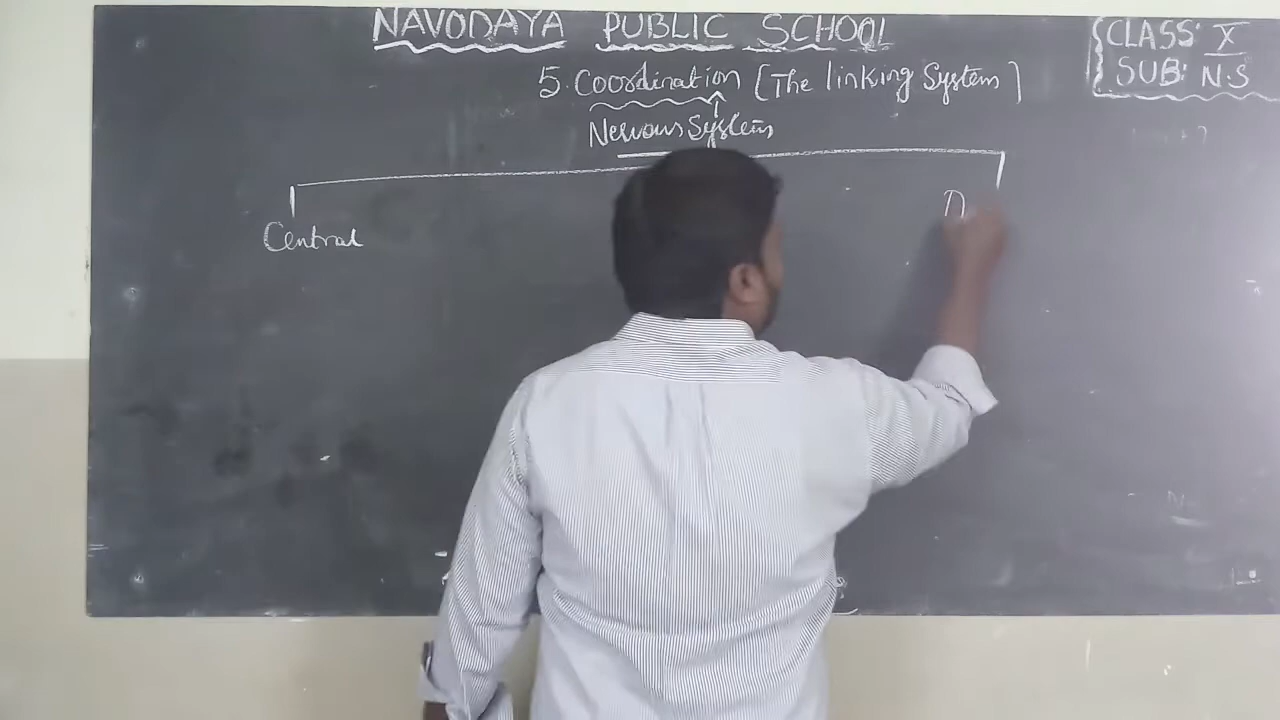 NAVODAYA PUBLIC SCHOOL
CLASS: X
SUB: N.S
5. Coordination [The linking System]
Nervous System
Central